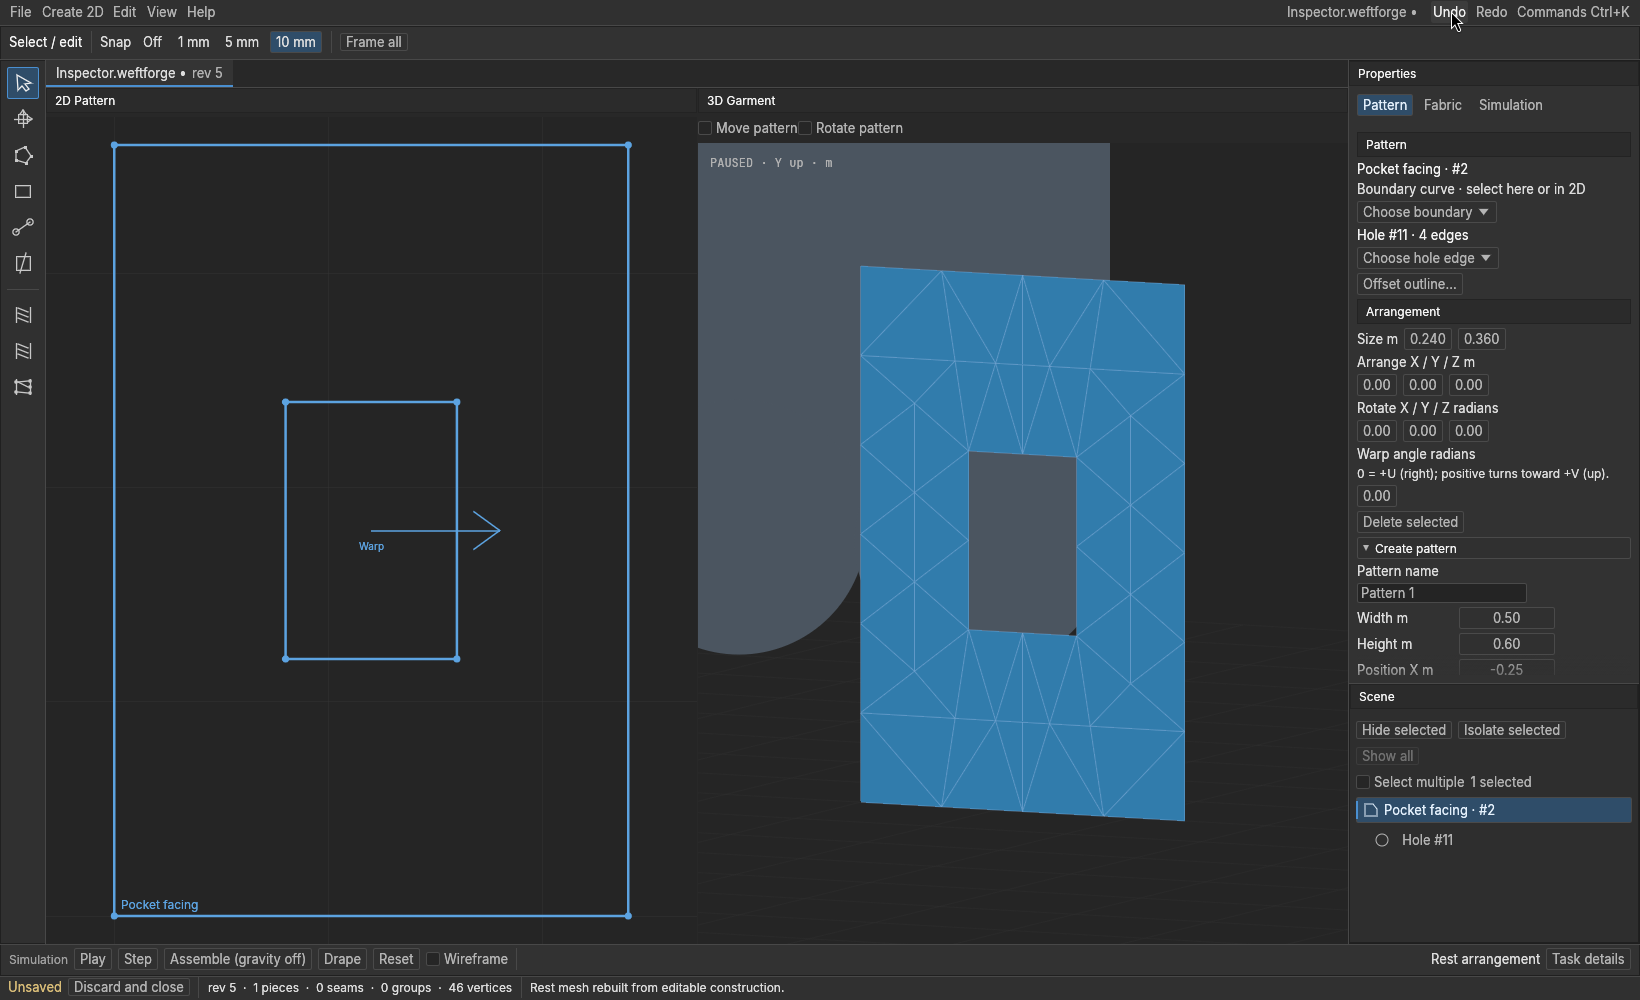 File Create 2D Edit View Help Inspector.weftforge • Undo Redo Commands Ctrl+K
Select / edit Snap Off 1 mm 5 mm 10 mm Frame all
Inspector.weftforge • rev 5
2D Pattern
Warp
Pocket facing
3D Garment
Move pattern Rotate pattern
PAUSED · Y up · m
Properties
Pattern Fabric Simulation
Pattern
Pocket facing · #2
Boundary curve · select here or in 2D
Choose boundary
Hole #11 · 4 edges
Choose hole edge
Offset outline...
Arrangement
Size m 0.240 0.360
Arrange X / Y / Z m
0.00 0.00 0.00
Rotate X / Y / Z radians
0.00 0.00 0.00
Warp angle radians
0 = +U (right); positive turns toward +V (up).
0.00
Delete selected
Create pattern
Pattern name
Pattern 1
Width m 0.50
Height m 0.60
Position X m -0.25
Scene
Hide selected Isolate selected
Show all
Select multiple 1 selected
Pocket facing · #2
Hole #11
Simulation Play Step Assemble (gravity off) Drape Reset Wireframe Rest arrangement Task details
Unsaved Discard and close rev 5 · 1 pieces · 0 seams · 0 groups · 46 vertices Rest mesh rebuilt from editable construction.